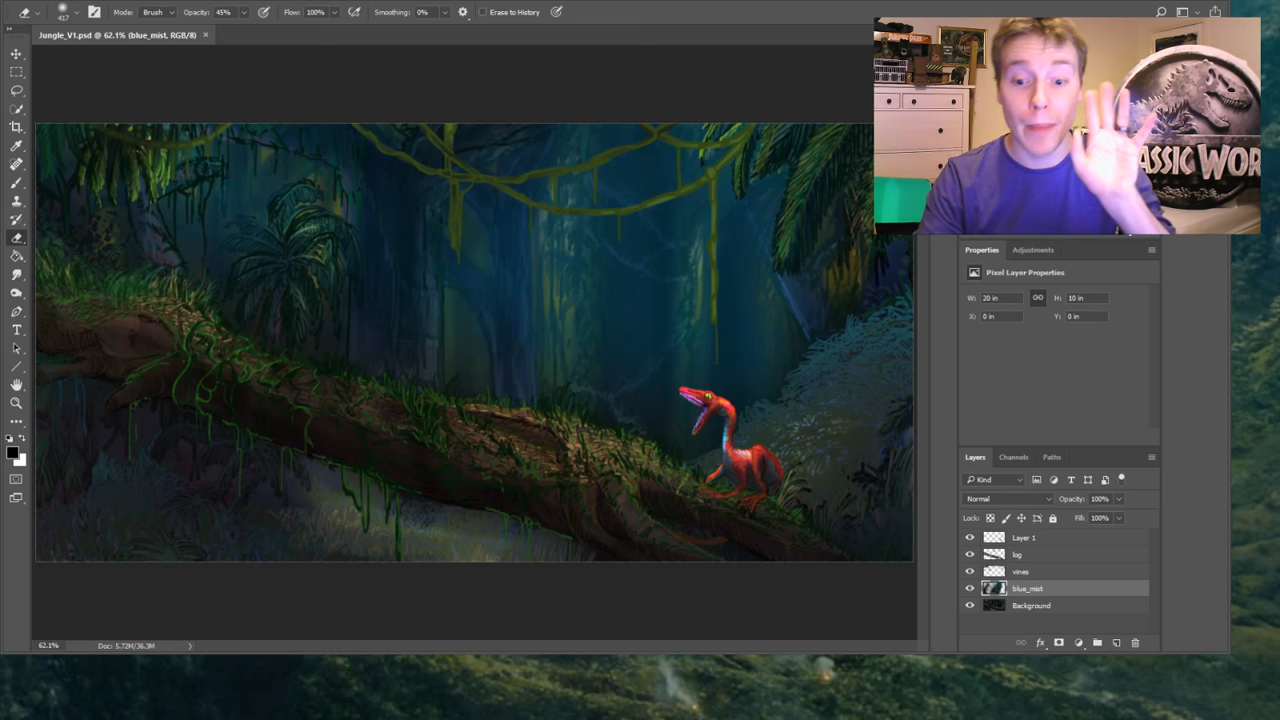 Mode: Brush Opacity: 45% Flow: 100% Smoothing: 0% Erase to History
417
Jungle_V1.psd @ 62.1% (blue_mist, RGB/8) ×
ASSIC WOR
Properties Adjustments
Pixel Layer Properties
W: 20 in H: 10 in
X: 0 in Y: 0 in
Layers Channels Paths
Kind
Normal Opacity: 100%
Lock: Fill: 100%
Layer 1
log
vines
blue_mist
Background
62.1% Doc: 5.72M/36.3M